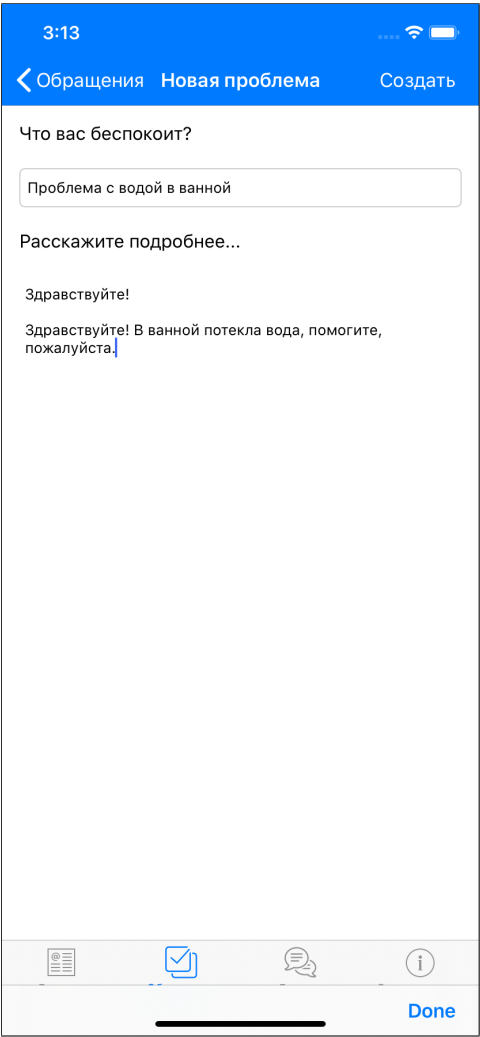 3:13
Обращения Новая проблема Создать
Что вас беспокоит?
Проблема с водой в ванной
Расскажите подробнее...
Здравствуйте!
Здравствуйте! В ванной потекла вода, помогите,
пожалуйста.
Done